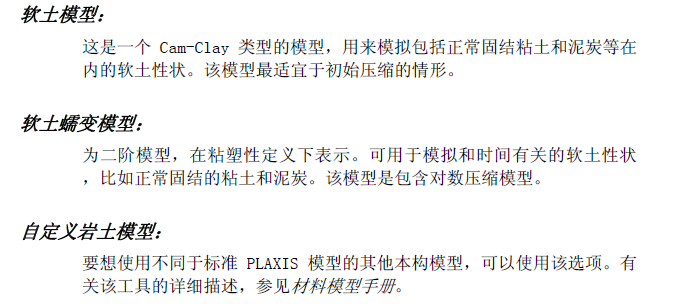 软土模型：
这是一个 Cam-Clay 类型的模型，用来模拟包括正常固结粘土和泥炭等在
内的软土性状。该模型最适宜于初始压缩的情形。
软土蠕变模型：
为二阶模型，在粘塑性定义下表示。可用于模拟和时间有关的软土性状
，比如正常固结的粘土和泥炭。该模型是包含对数压缩模型。
自定义岩土模型：
要想使用不同于标准 PLAXIS 模型的其他本构模型，可以使用该选项。有
关该工具的详细描述，参见材料模型手册。